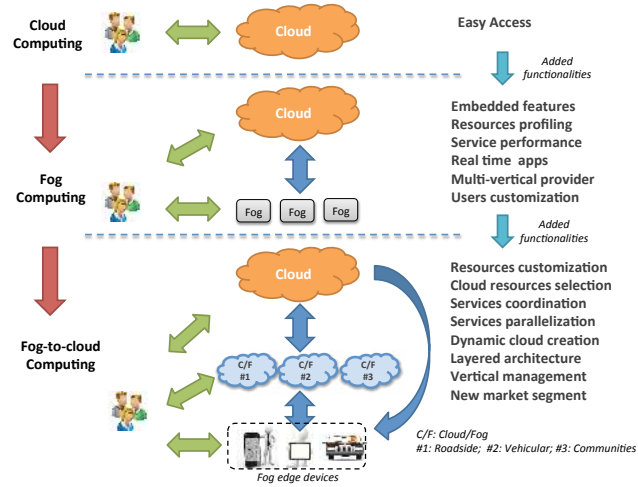 Cloud
Computing
Cloud
Easy Access
Added
functionalities
Fog
Computing
Cloud
Fog
Fog
Fog
Embedded features
Resources profiling
Service performance
Real time apps
Multi-vertical provider
Users customization
Added
functionalities
Fog-to-cloud
Computing
Cloud
C/F
#1
C/F
#2
C/F
#3
Fog edge devices
Resources customization
Cloud resources selection
Services coordination
Services parallelization
Dynamic cloud creation
Layered architecture
Vertical management
New market segment
C/F: Cloud/Fog
#1: Roadside; #2: Vehicular; #3: Communities